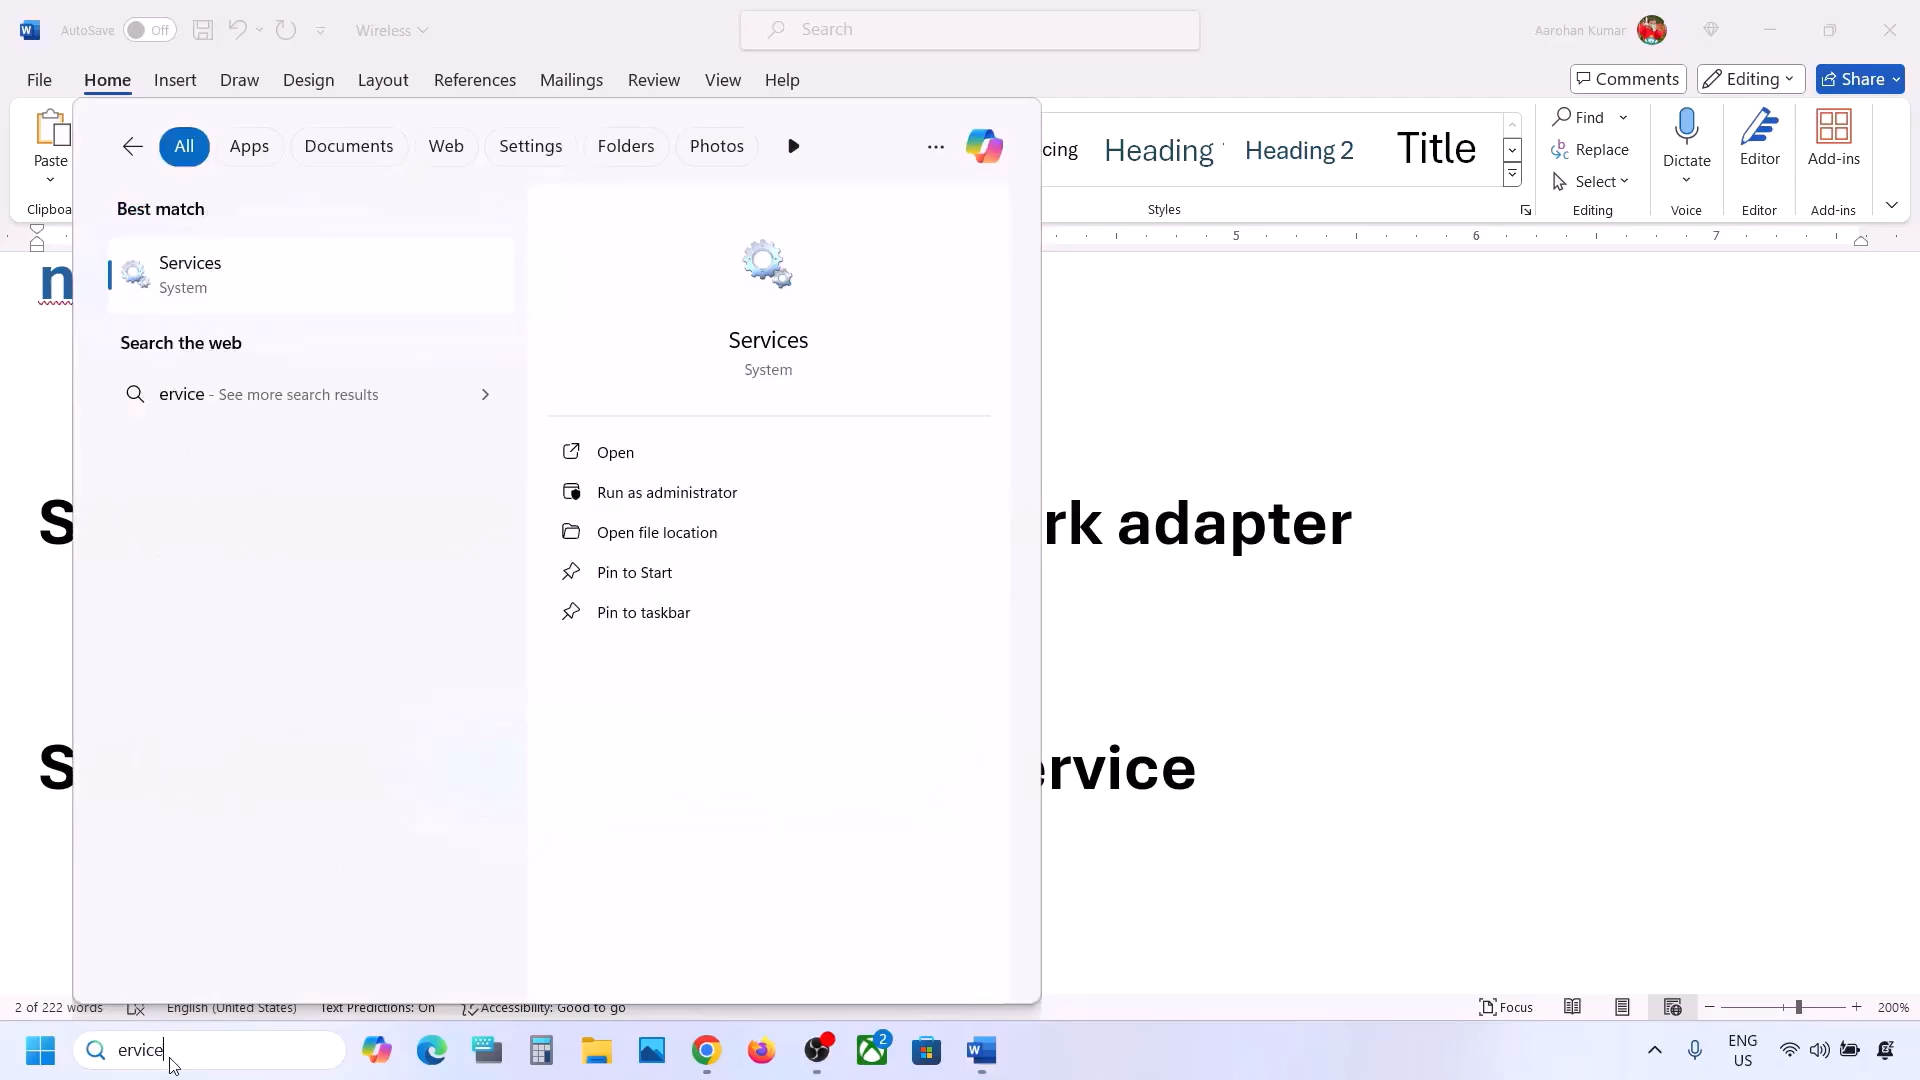 AutoSave Off Wireless Search Aarohan Kumar
File Home Insert Draw Design Layout References Mailings Review View Help Comments Editing Share
Paste
Clipboa
cing Heading Heading 2 Title
Styles
Find
Replace
Select
Editing
Dictate
Voice
Editor
Editor
Add-ins
Add-ins
5 6 7
All Apps Documents Web Settings Folders Photos
Best match
Services
System
Search the web
ervice - See more search results
Services
System
Open
Run as administrator
Open file location
Pin to Start
Pin to taskbar
n
S rk adapter
S ervice
2 of 222 words English (United States) Text Predictions: On Accessibility: Good to go Focus 200%
ervice 2 ENG
US